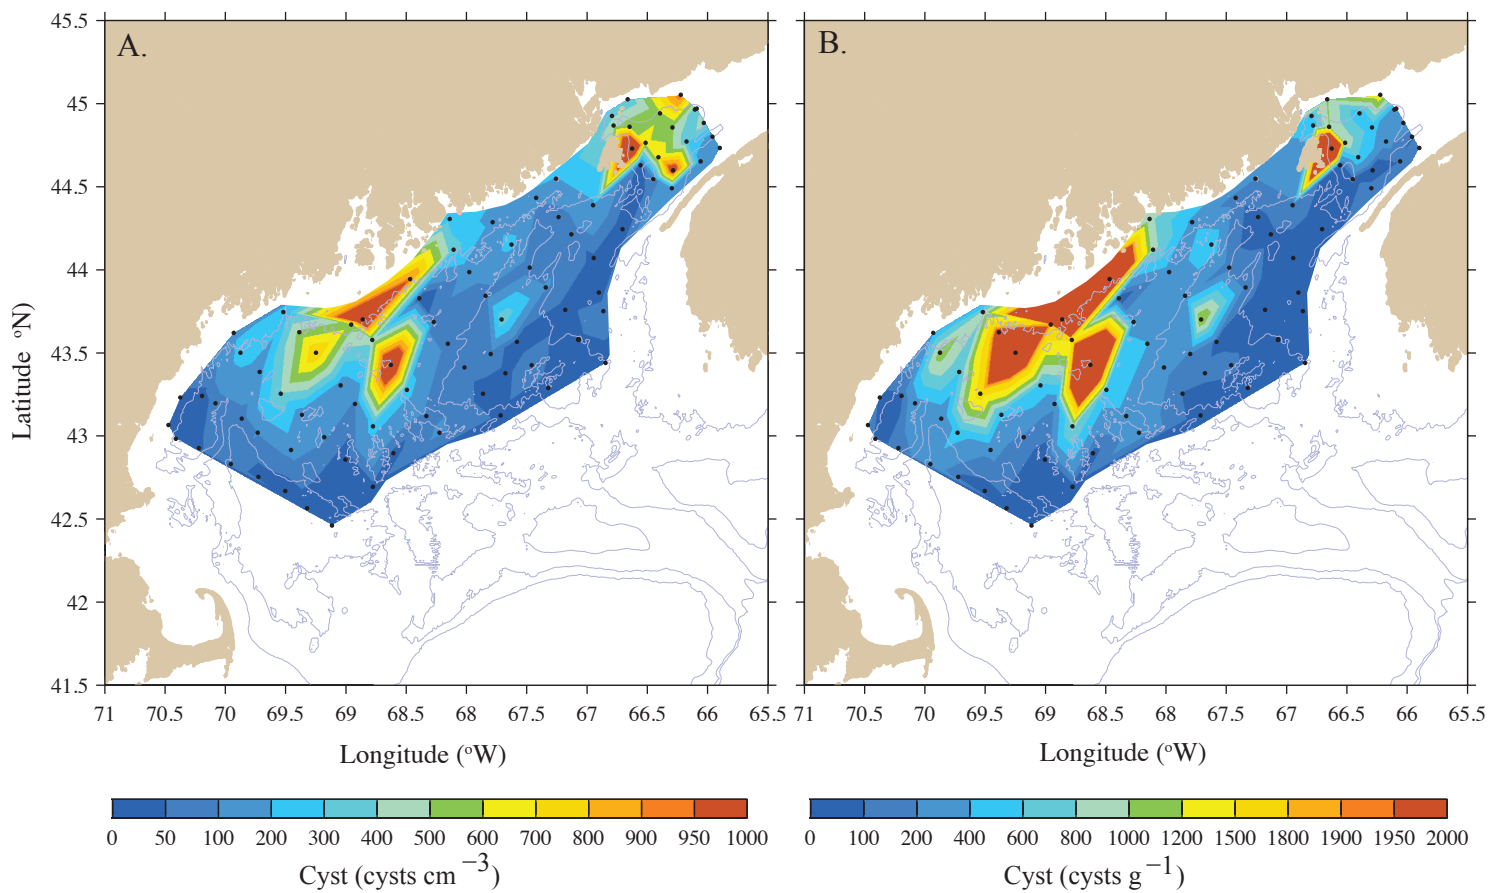 A.
B.
45.5
45
44.5
44
43.5
43
42.5
42
41.5
Latitude °N)
71 70.5 70 69.5 69 68.5 68 67.5 67 66.5 66 65.5
71 70.5 70 69.5 69 68.5 68 67.5 67 66.5 66 65.5
Longitude (°W)
Longitude (°W)
0 50 100 200 300 400 500 600 700 800 950 1000
0 100 200 400 600 800 1000 1200 1500 1800 1900 1950 2000
Cyst (cysts cm⁻³)
Cyst (cysts g⁻¹)